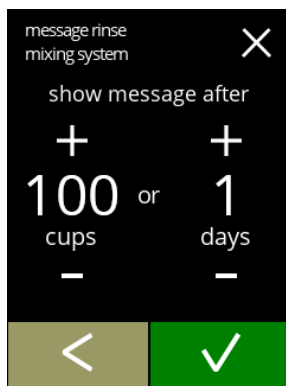 message rinse
mixing system
show message after
+ +
100 or 1
cups days
- -